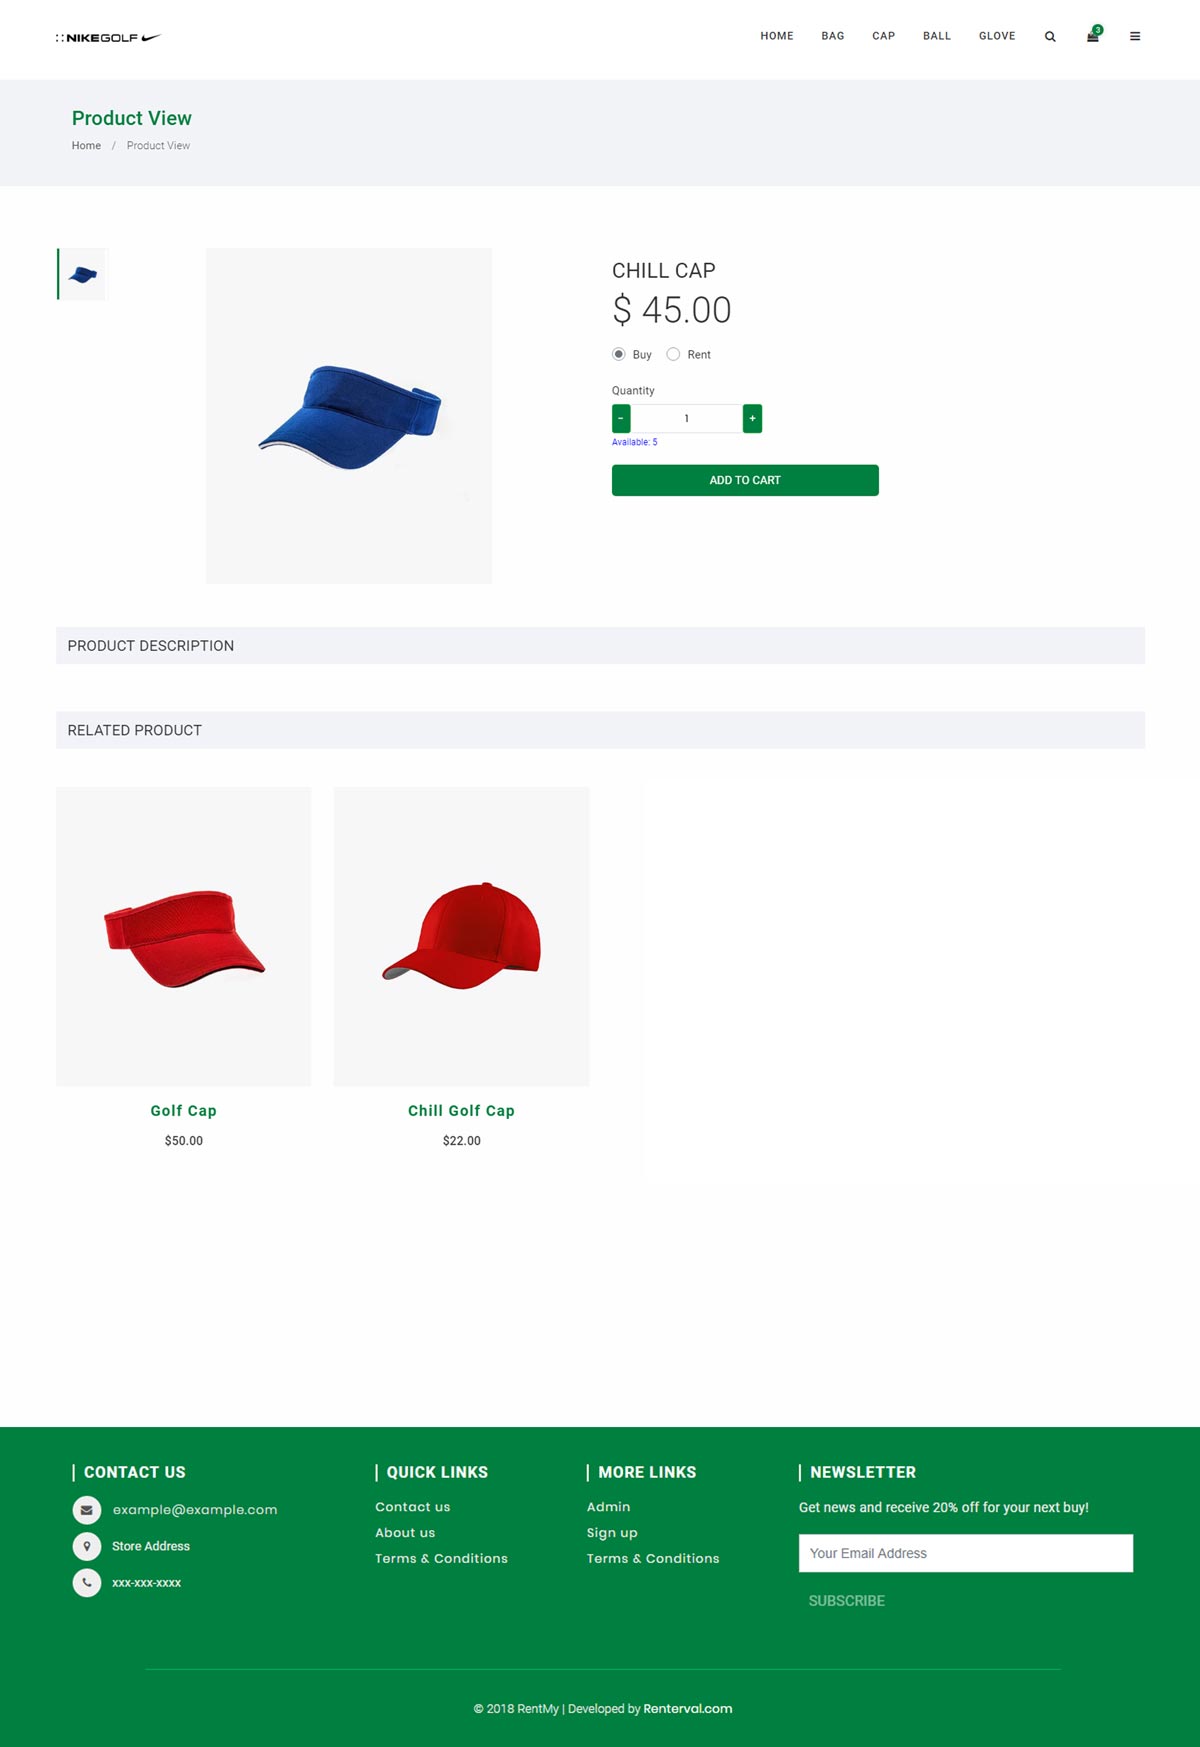 NIKEGOLF
HOME BAG CAP BALL GLOVE 3
Product View
Home / Product View
CHILL CAP
$ 45.00
Buy Rent
Quantity
- 1 +
Available: 5
ADD TO CART
PRODUCT DESCRIPTION
RELATED PRODUCT
Golf Cap
$50.00
Chill Golf Cap
$22.00
CONTACT US
example@example.com
Store Address
xxx-xxx-xxxx
QUICK LINKS
Contact us
About us
Terms & Conditions
MORE LINKS
Admin
Sign up
Terms & Conditions
NEWSLETTER
Get news and receive 20% off for your next buy!
Your Email Address
SUBSCRIBE
© 2018 RentMy | Developed by Renterval.com